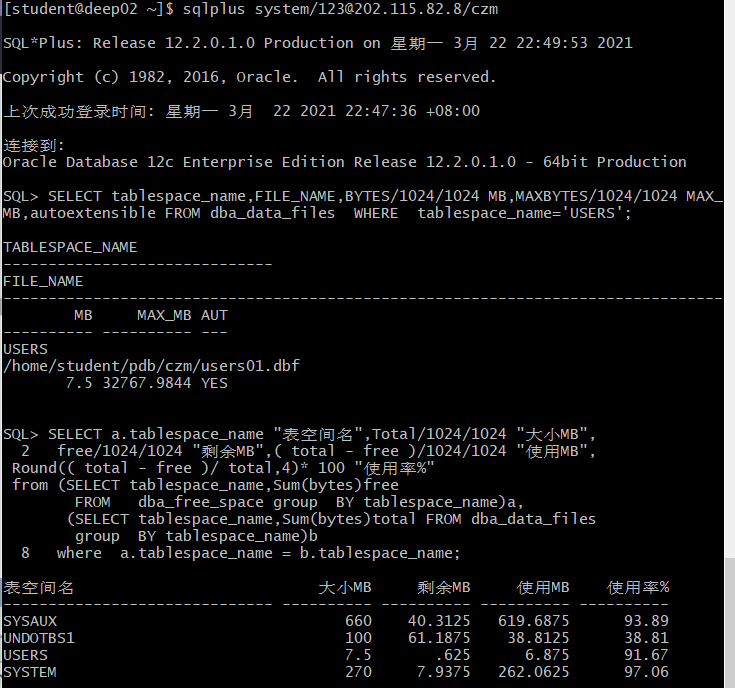 [student@deep02 ~]$ sqlplus system/123@202.115.82.8/czm
SQL*Plus: Release 12.2.0.1.0 Production on 星期一 3月 22 22:49:53 2021
Copyright (c) 1982, 2016, Oracle.  All rights reserved.
上次成功登录时间: 星期一 3月  22 2021 22:47:36 +08:00
连接到:
Oracle Database 12c Enterprise Edition Release 12.2.0.1.0 - 64bit Production
SQL> SELECT tablespace_name,FILE_NAME,BYTES/1024/1024 MB,MAXBYTES/1024/1024 MAX_
MB,autoextensible FROM dba_data_files  WHERE  tablespace_name='USERS';
TABLESPACE_NAME
------------------------------
FILE_NAME
--------------------------------------------------------------------------------
        MB     MAX_MB AUT
---------- ---------- ---
USERS
/home/student/pdb/czm/users01.dbf
       7.5 32767.9844 YES
SQL> SELECT a.tablespace_name "表空间名",Total/1024/1024 "大小MB",
  2   free/1024/1024 "剩余MB",( total - free )/1024/1024 "使用MB",
 Round(( total - free )/ total,4)* 100 "使用率%"
 from (SELECT tablespace_name,Sum(bytes)free
        FROM   dba_free_space group  BY tablespace_name)a,
       (SELECT tablespace_name,Sum(bytes)total FROM dba_data_files
        group  BY tablespace_name)b
  8   where  a.tablespace_name = b.tablespace_name;
表空间名                           大小MB     剩余MB     使用MB    使用率%
------------------------------ ---------- ---------- ---------- ----------
SYSAUX                                660    40.3125   619.6875      93.89
UNDOTBS1                              100    61.1875    38.8125      38.81
USERS                                 7.5       .625      6.875      91.67
SYSTEM                                270     7.9375   262.0625      97.06